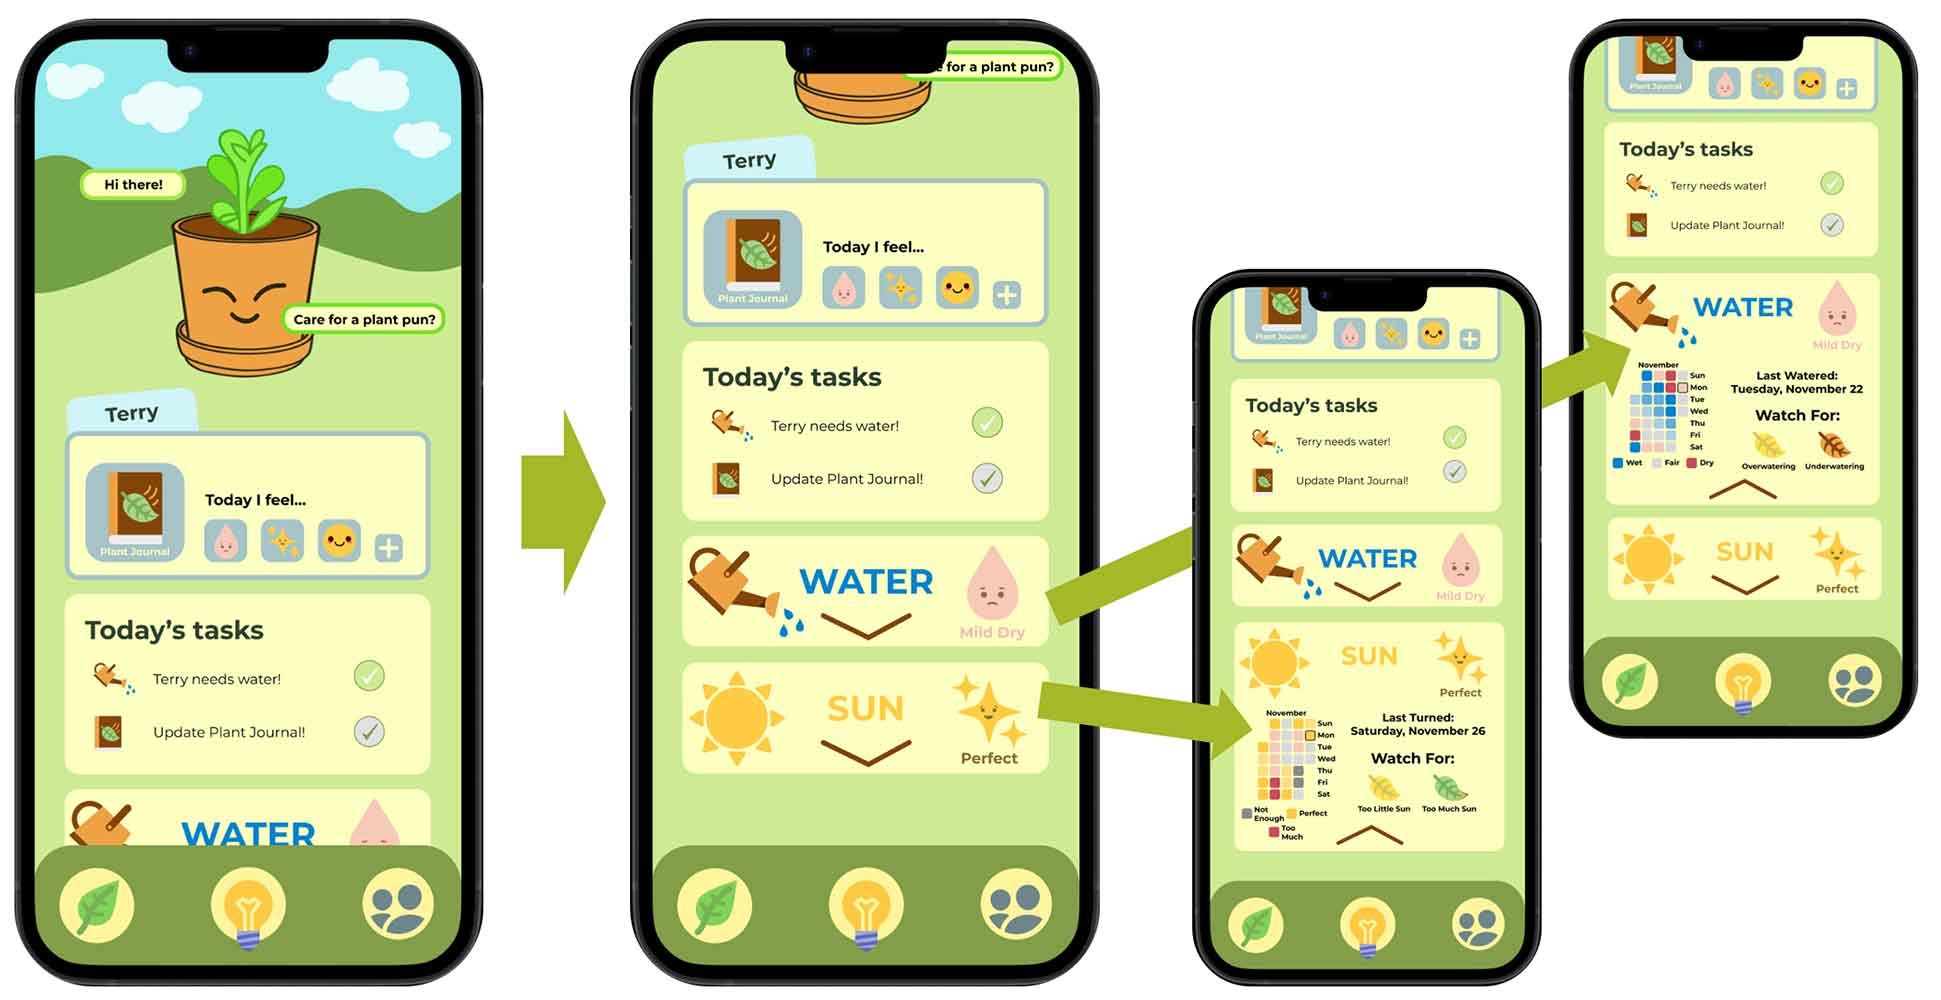 Hi there!
Care for a plant pun?
Terry
Today I feel...
Plant Journal
Today's tasks
Terry needs water!
Update Plant Journal!
WATER
for a plant pun?
Terry
Today I feel...
Plant Journal
Today's tasks
Terry needs water!
Update Plant Journal!
WATER
Mild Dry
SUN
Perfect
Plant Journal
Today's tasks
Terry needs water!
Update Plant Journal!
WATER
Mild Dry
SUN
Perfect
November
Sun
Mon
Tue
Wed
Thu
Fri
Sat
Not Enough
Perfect
Too Much
Last Turned:
Saturday, November 26
Watch For:
Too Little Sun
Too Much Sun
Plant Journal
Today's tasks
Terry needs water!
Update Plant Journal!
WATER
Mild Dry
November
Sun
Mon
Tue
Wed
Thu
Fri
Sat
Wet
Fair
Dry
Last Watered:
Tuesday, November 22
Watch For:
Overwatering
Underwatering
SUN
Perfect